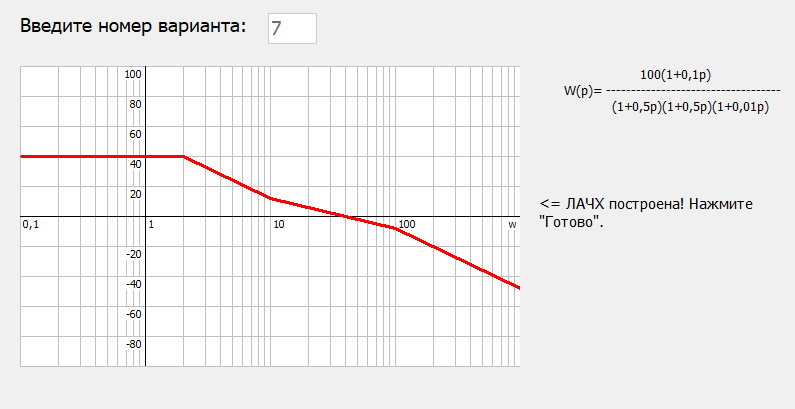 Введите номер варианта: 7
100
80
60
40
20
0,1 1 10 100 w
-20
-40
-60
-80
100(1+0,1p)
W(p)= -----------------------------------
(1+0,5p)(1+0,5p)(1+0,01p)
<= ЛАЧХ построена! Нажмите
"Готово".